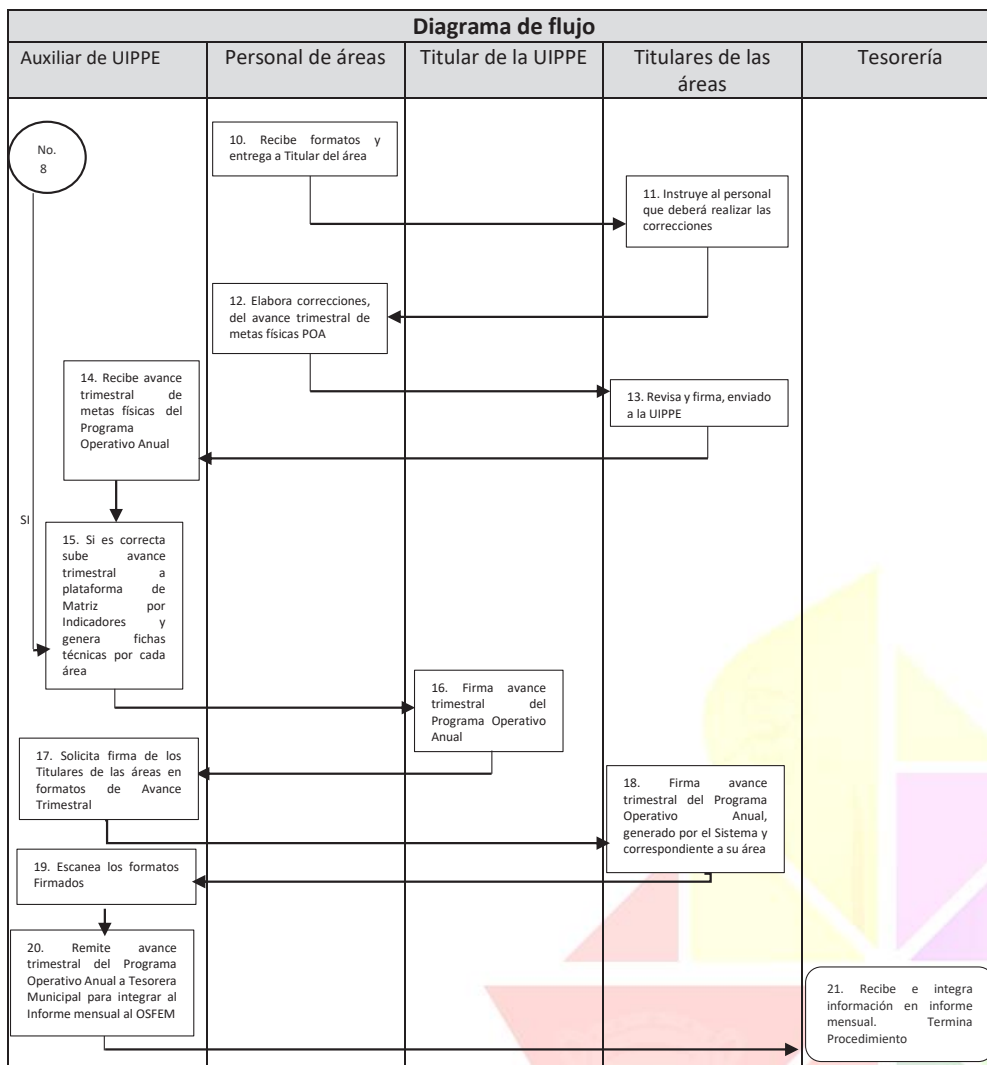 Diagrama de flujo
Auxiliar de UIPPE
Personal de áreas
Titular de la UIPPE
Titulares de las
áreas
Tesorería
No.
8
10. Recibe formatos y
entrega a Titular del área
11. Instruye al personal
que deberá realizar las
correcciones
12. Elabora correcciones,
del avance trimestral de
metas físicas POA
13. Revisa y firma, enviado
a la UIPPE
14. Recibe avance
trimestral de
metas físicas del
Programa
Operativo Anual
SI
15. Si es correcta
sube avance
trimestral a
plataforma de
Matriz por
Indicadores y
genera fichas
técnicas por cada
área
16. Firma avance
trimestral del
Programa Operativo
Anual
17. Solicita firma de los
Titulares de las áreas en
formatos de Avance
Trimestral
18. Firma avance
trimestral del Programa
Operativo Anual,
generado por el Sistema y
correspondiente a su área
19. Escanea los formatos
Firmados
20. Remite avance
trimestral del Programa
Operativo Anual a Tesorera
Municipal para integrar al
Informe mensual al OSFEM
21. Recibe e integra
información en informe
mensual. Termina
Procedimiento